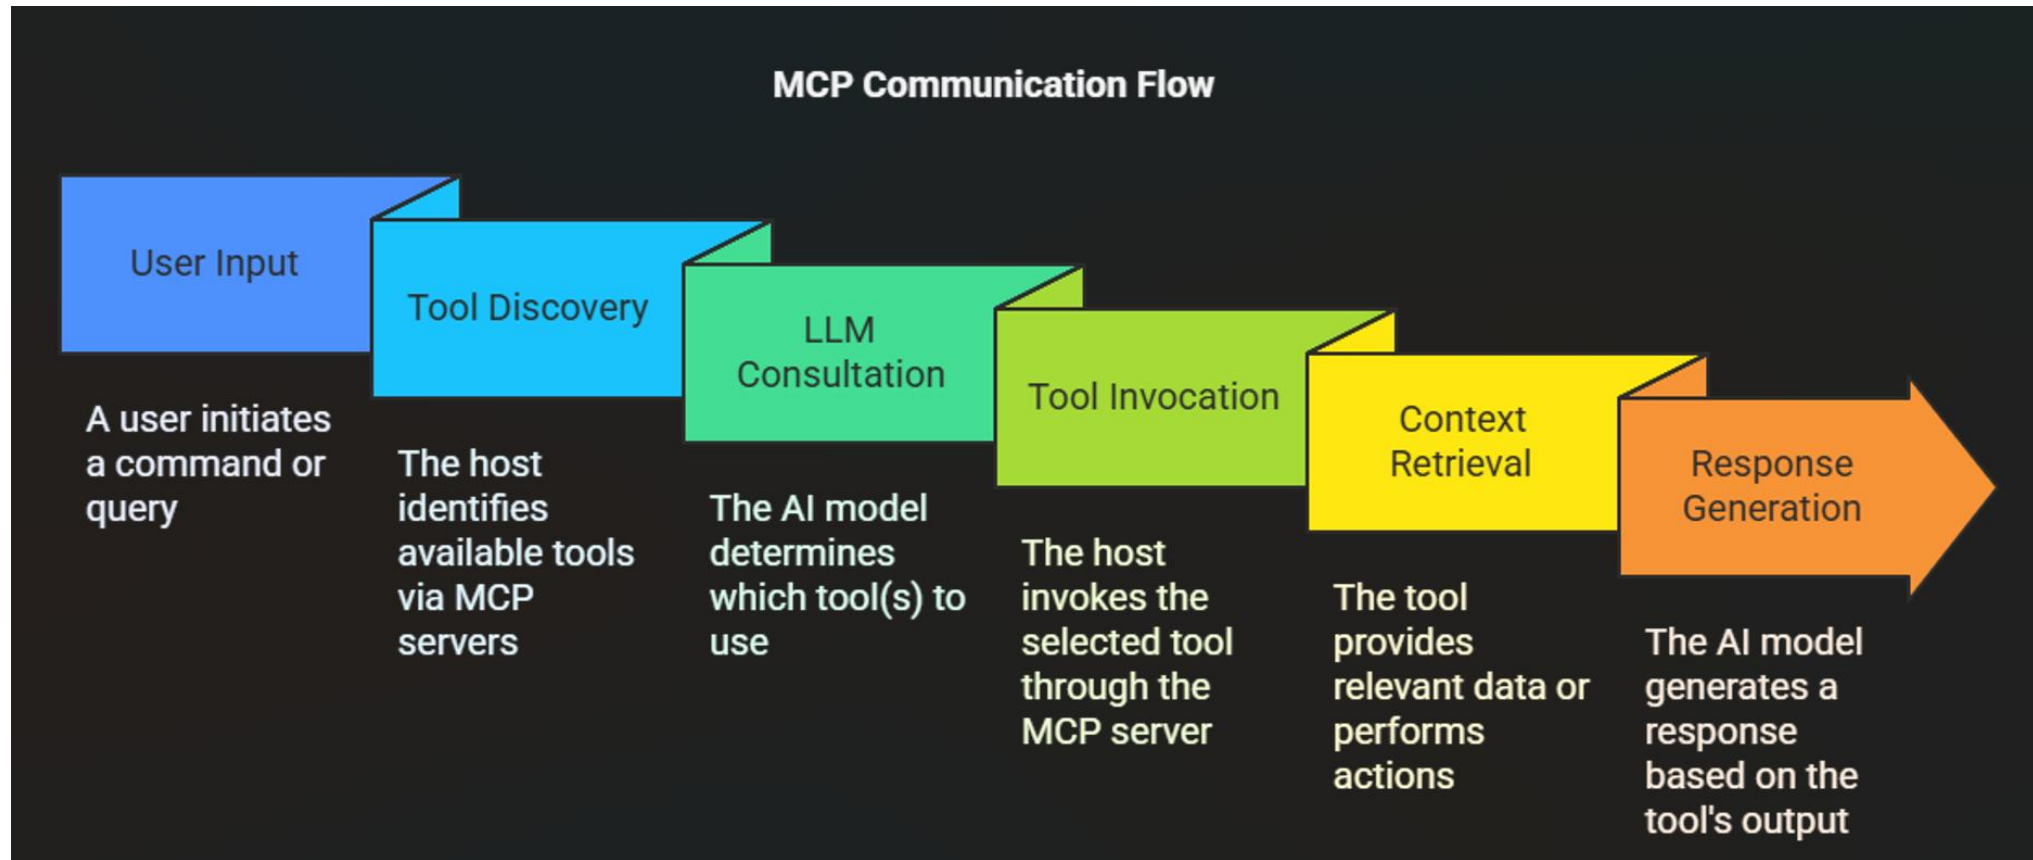 MCP Communication Flow
User Input
A user initiates
a command or
query
Tool Discovery
The host
identifies
available tools
via MCP
servers
LLM
Consultation
The AI model
determines
which tool(s) to
use
Tool Invocation
The host
invokes the
selected tool
through the
MCP server
Context
Retrieval
The tool
provides
relevant data or
performs
actions
Response
Generation
The AI model
generates a
response
based on the
tool's output